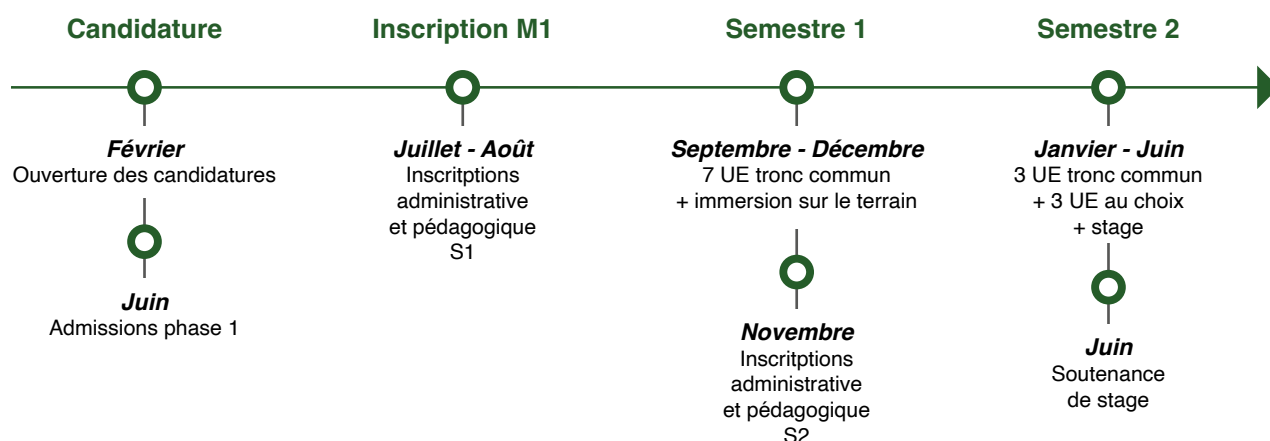 Candidature
Inscription M1
Semestre 1
Semestre 2
Février
Ouverture des candidatures
Juin
Admissions phase 1
Juillet - Août
Inscritptions
administrative
et pédagogique
S1
Septembre - Décembre
7 UE tronc commun
+ immersion sur le terrain
Novembre
Inscritptions
administrative
et pédagogique
S2
Janvier - Juin
3 UE tronc commun
+ 3 UE au choix
+ stage
Juin
Soutenance
de stage